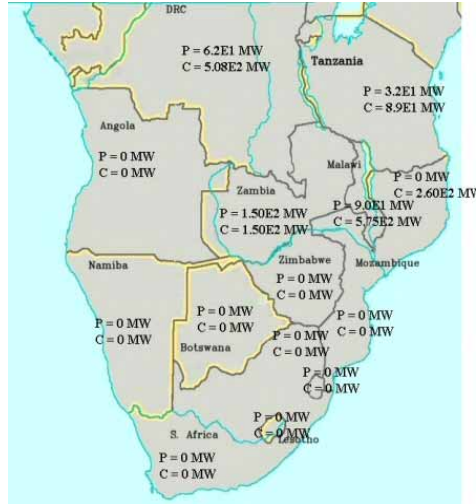 DRC
P = 6.2E1 MW
C = 5.08E2 MW
Tanzania
P = 3.2E1 MW
C = 8.9E1 MW
Angola
P = 0 MW
C = 0 MW
Malawi
P = 0 MW
C = 2.60E2 MW
Zambia
P = 1.50E2 MW
C = 1.50E2 MW
P = 9.0E1 MW
C = 5.75E2 MW
Namiba
Zimbabwe
P = 0 MW
C = 0 MW
Mozambique
P = 0 MW
C = 0 MW
P = 0 MW
C = 0 MW
Botswana
P = 0 MW
C = 0 MW
P = 0 MW
C = 0 MW
P = 0 MW
C = 0 MW
P = 0 MW
C = 0 MW
Lesotho
S. Africa
P = 0 MW
C = 0 MW